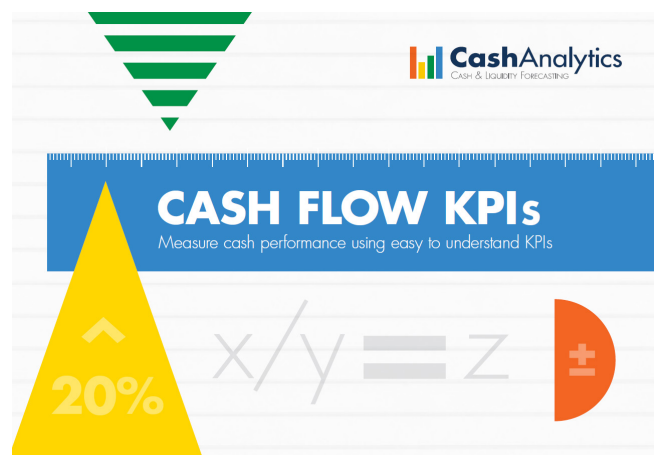 CashAnalytics
CASH & LIQUIDITY FORECASTING
CASH FLOW KPIs
Measure cash performance using easy to understand KPIs
x/y=z
±
20%